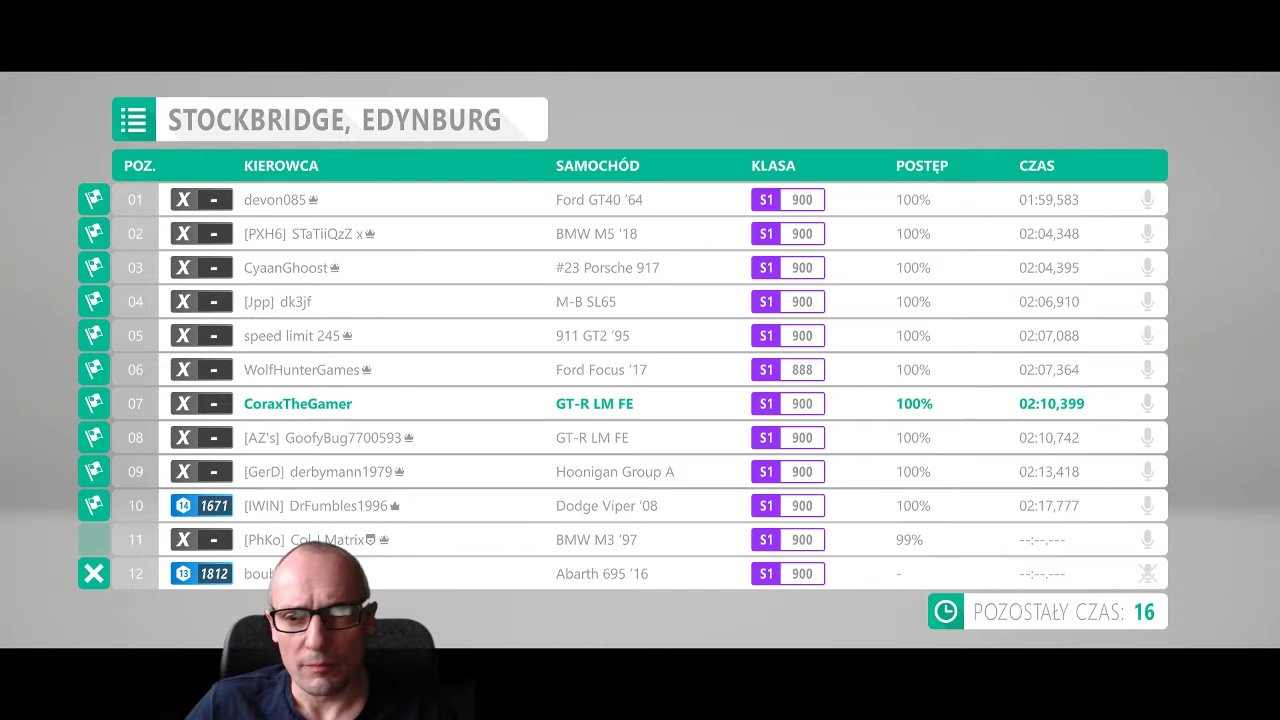 STOCKBRIDGE, EDYNBURG
POZ. KIEROWCA SAMOCHÓD KLASA POSTĘP CZAS
01 X - devon085 Ford GT40 '64 S1 900 100% 01:59,583
02 X - [PXH6] STaTiiQzZ x BMW M5 '18 S1 900 100% 02:04,348
03 X - CyaanGhoost #23 Porsche 917 S1 900 100% 02:04,395
04 X - [Jpp] dk3jf M-B SL65 S1 900 100% 02:06,910
05 X - speed limit 245 911 GT2 '95 S1 900 100% 02:07,088
06 X - WolfHunterGames Ford Focus '17 S1 888 100% 02:07,364
07 X - CoraxTheGamer GT-R LM FE S1 900 100% 02:10,399
08 X - [AZ's] GoofyBug7700593 GT-R LM FE S1 900 100% 02:10,742
09 X - [GerD] derbymann1979 Hoonigan Group A S1 900 100% 02:13,418
10 14 1671 [IWIN] DrFumbles1996 Dodge Viper '08 S1 900 100% 02:17,777
11 X - [PhKo] Matrix BMW M3 '97 S1 900 99% --:--.---
12 13 1812 Abarth 695 '16 S1 900 - --:--.---
POZOSTAŁY CZAS: 16